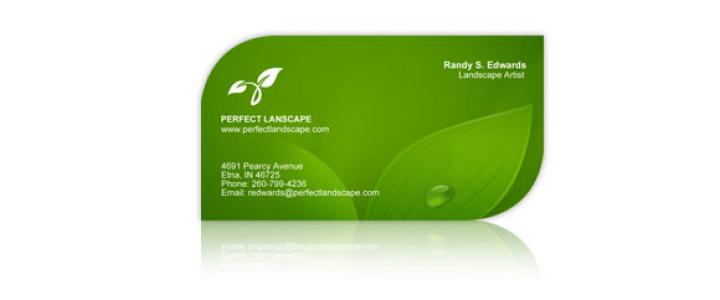 Randy S. Edwards
Landscape Artist
PERFECT LANSCAPE
www.perfectlandscape.com
4691 Pearcy Avenue
Etna, IN 46725
Phone: 260-799-4236
Email: redwards@perfectlandscape.com